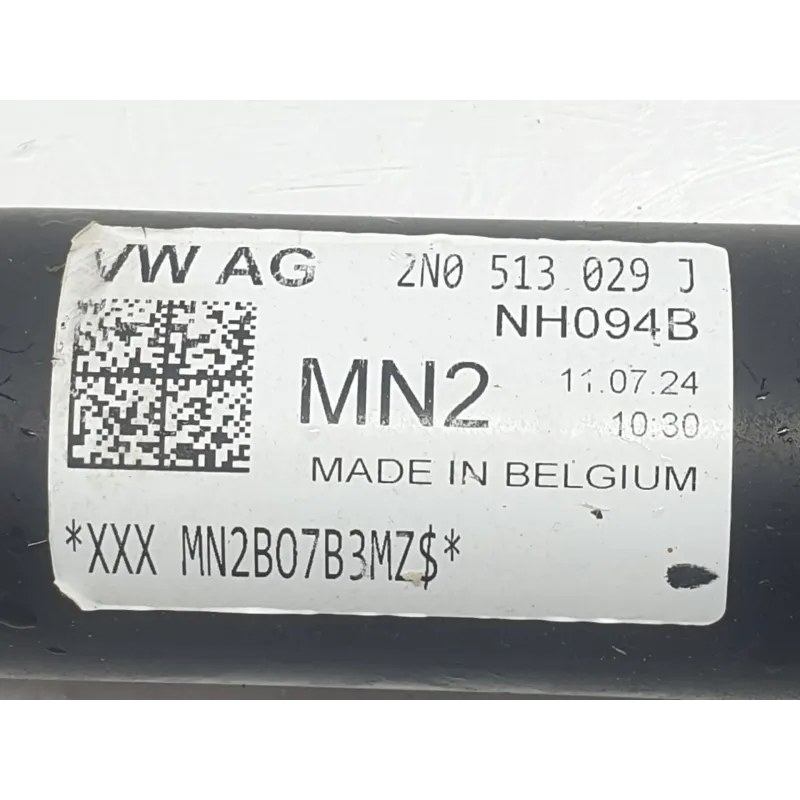 VW AG 2N0 513 029 J
NH094B
MN2 11.07.24
10:30
MADE IN BELGIUM
*XXX MN2B07B3MZ$*